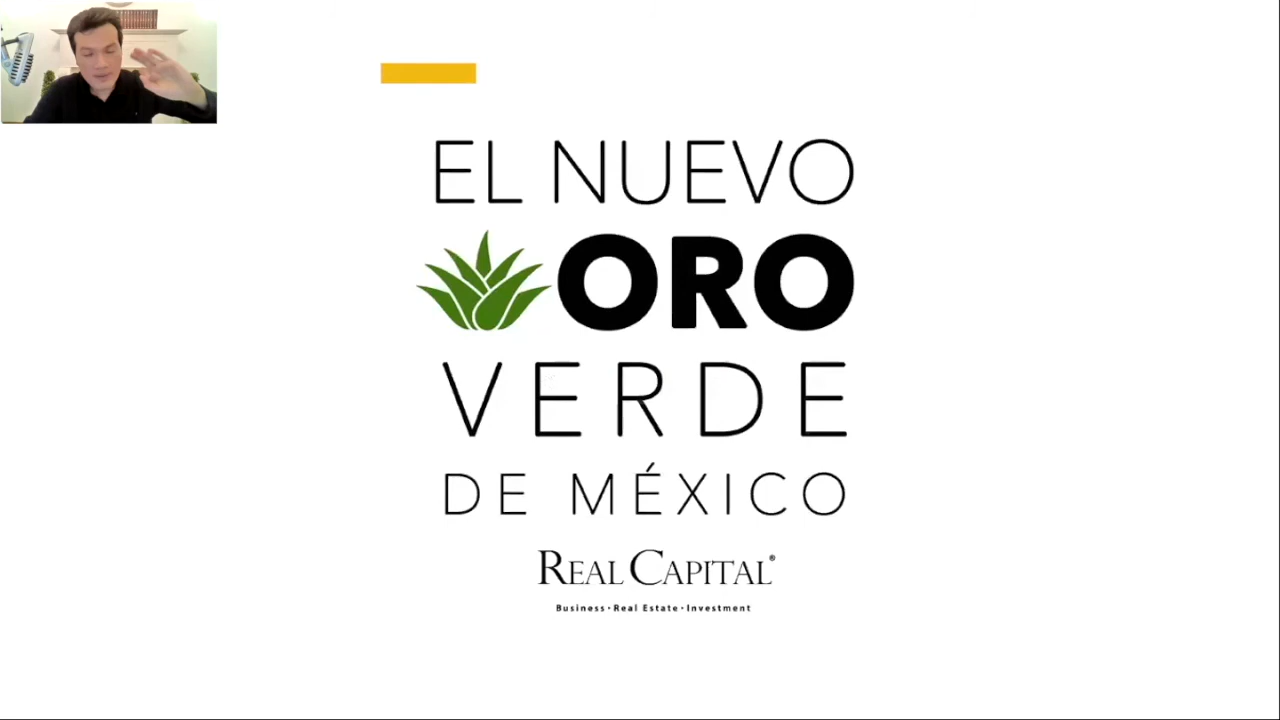 EL NUEVO
ORO
VERDE
DE MÉXICO
REAL CAPITAL®
Business · Real Estate · Investment